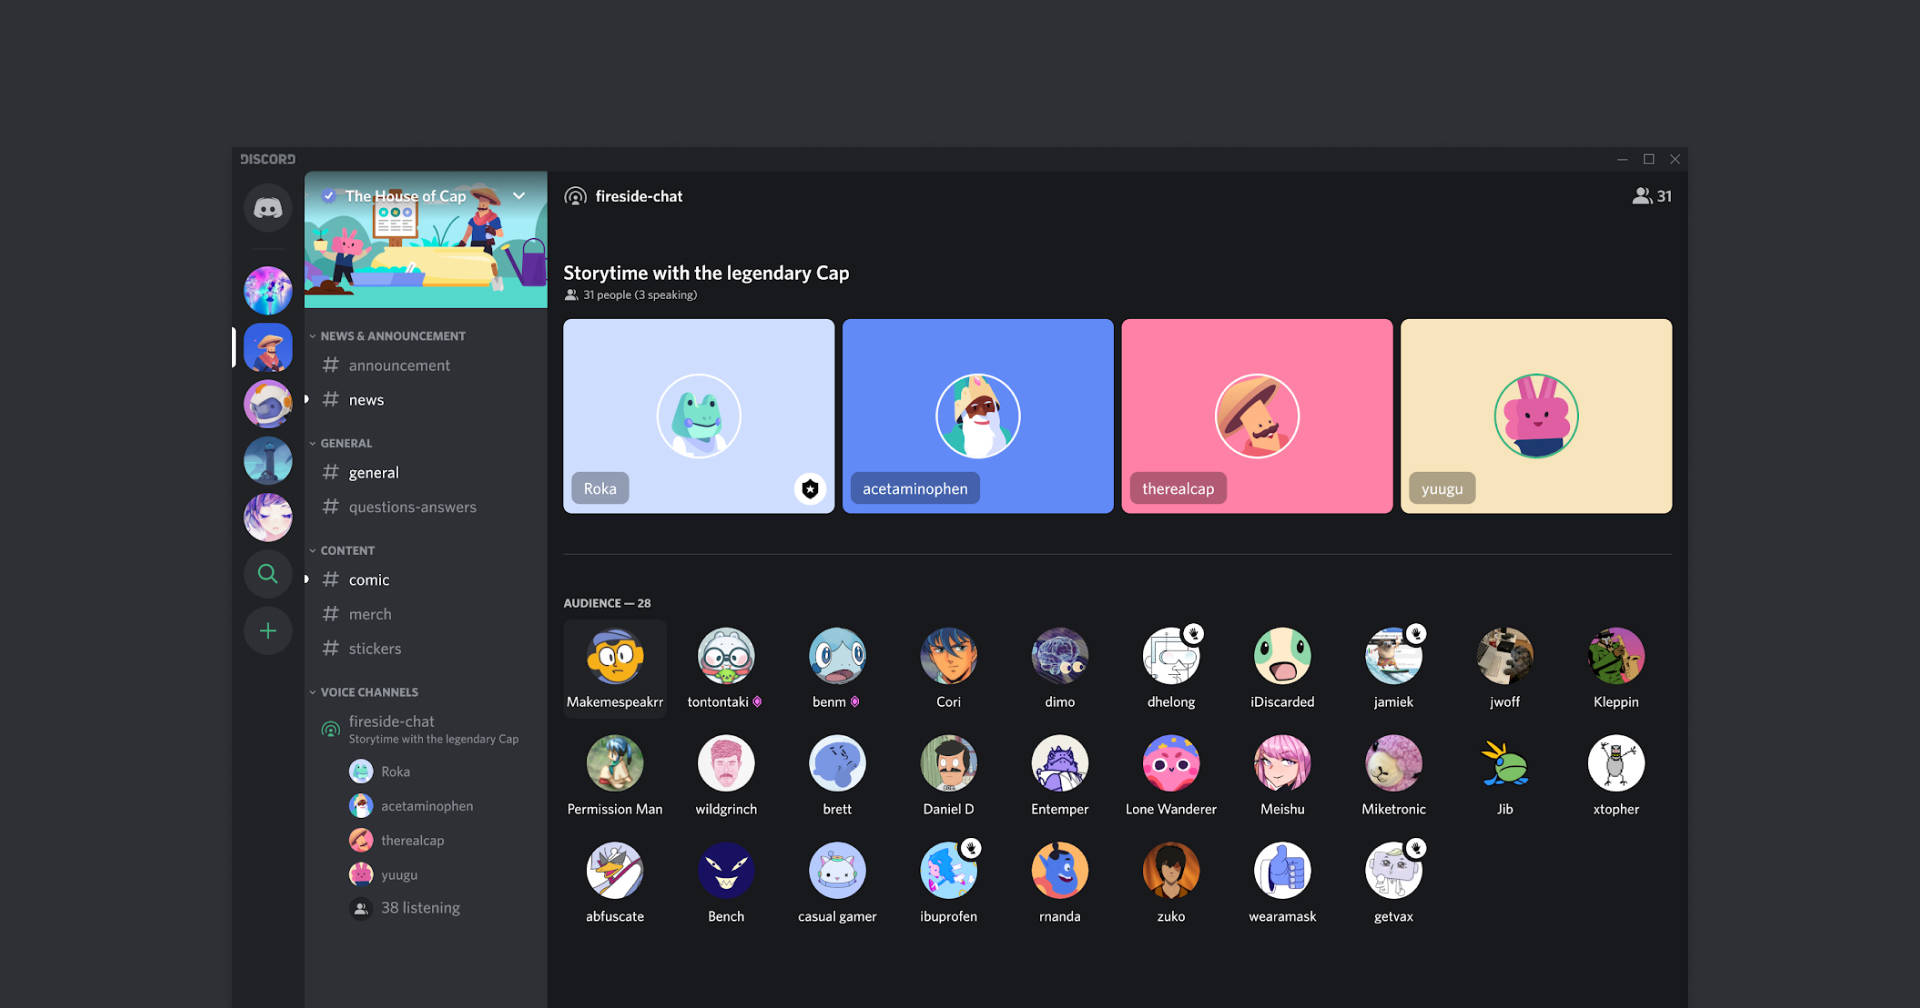 DISCORD
The House of Cap
fireside-chat
31
NEWS & ANNOUNCEMENT
announcement
news
GENERAL
general
questions-answers
CONTENT
comic
merch
stickers
VOICE CHANNELS
fireside-chat
Storytime with the legendary Cap
Roka
acetaminophen
therealcap
yuugu
38 listening
Storytime with the legendary Cap
31 people (3 speaking)
Roka
acetaminophen
therealcap
yuugu
AUDIENCE — 28
Makemespeakrr tontontaki benm Cori dimo dhelong iDiscarded jamiek jwoff Kleppin
Permission Man wildgrinch brett Daniel D Entemper Lone Wanderer Meishu Miketronic Jib xtopher
abfuscate Bench casual gamer ibuprofen rnanda zuko wearamask getvax